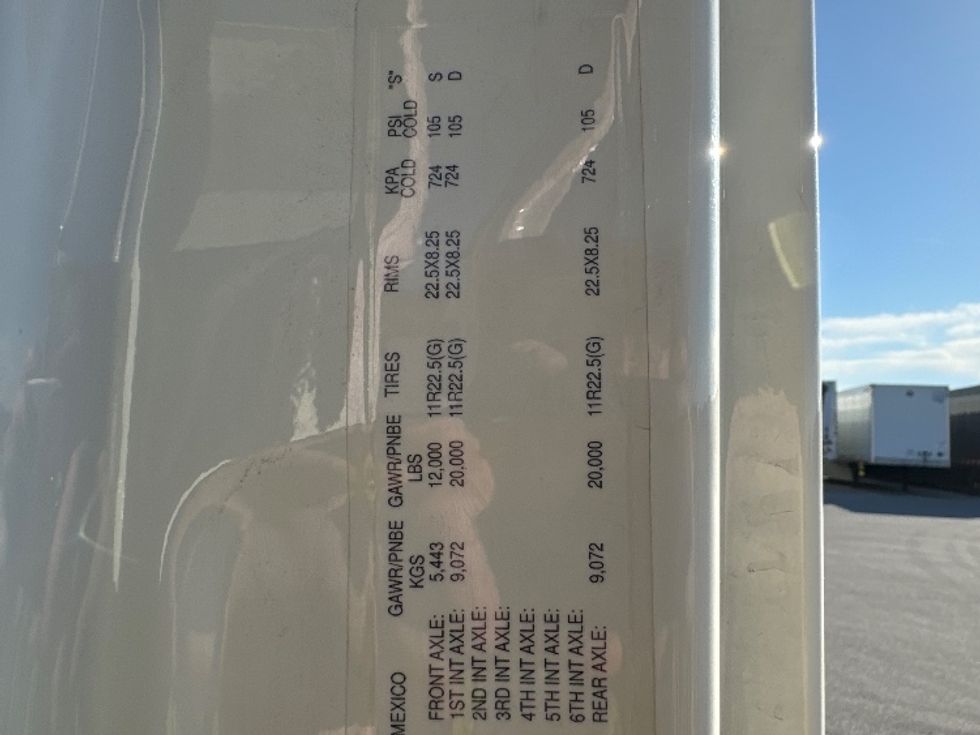 MEXICO
GAWR/PNBE GAWR/PNBE TIRES RIMS KPA PSI "S"
KGS LBS COLD COLD
FRONT AXLE: 5,443 12,000 11R22.5(G) 22.5X8.25 724 105 S
1ST INT AXLE: 9,072 20,000 11R22.5(G) 22.5X8.25 724 105 D
2ND INT AXLE:
3RD INT AXLE:
4TH INT AXLE:
5TH INT AXLE:
6TH INT AXLE:
REAR AXLE: 9,072 20,000 11R22.5(G) 22.5X8.25 724 105 D